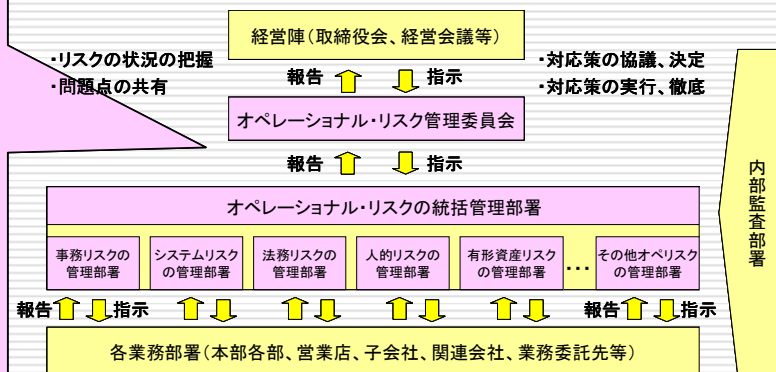 経営陣(取締役会、経営会議等)
・リスクの状況の把握
・問題点の共有
報告
指示
・対応策の協議、決定
・対応策の実行、徹底
オペレーショナル・リスク管理委員会
報告
指示
オペレーショナル・リスクの統括管理部署
事務リスクの
管理部署
システムリスク
の管理部署
法務リスクの
管理部署
人的リスクの
管理部署
有形資産リスク
の管理部署
・・・
その他オペリスク
の管理部署
報告
指示
報告
指示
各業務部署(本部各部、営業店、子会社、関連会社、業務委託先等)
内部監査部署